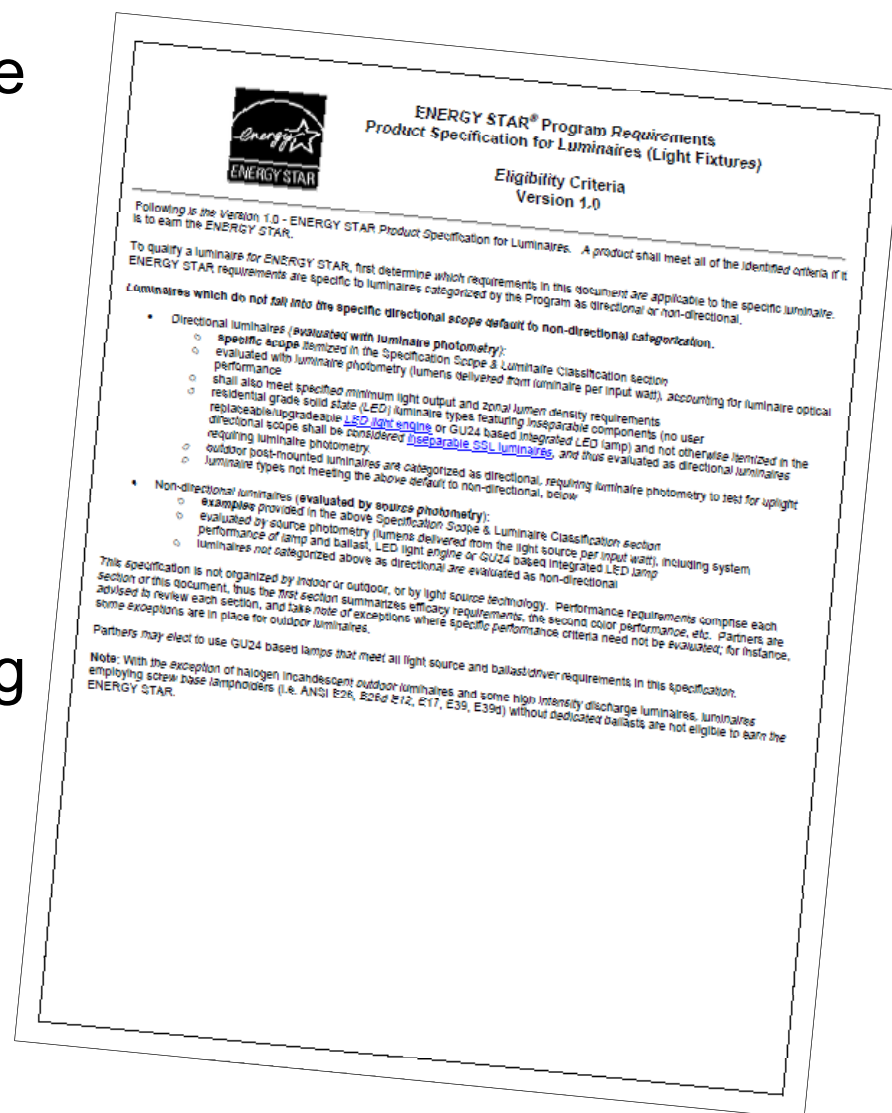 e
g
Energy
ENERGY STAR
ENERGY STAR® Program Requirements
Product Specification for Luminaires (Light Fixtures)
Eligibility Criteria
Version 1.0
Following is the Version 1.0 - ENERGY STAR Product Specification for Luminaires. A product shall meet all of the identified criteria if it
is to earn the ENERGY STAR.
To qualify a luminaire for ENERGY STAR, first determine which requirements in this document are applicable to the specific luminaire.
ENERGY STAR requirements are specific to luminaires categorized by the Program as directional or non-directional.
Luminaires which do not fall into the specific directional scope default to non-directional categorization.
• Directional luminaires (evaluated with luminaire photometry):
○ specific scope itemized in the Specification Scope & Luminaire Classification section
○ evaluated with luminaire photometry (lumens delivered from luminaire per input watt), accounting for luminaire optical
performance
○ shall also meet specified minimum light output and zonal lumen density requirements
○ residential grade solid state (LED) luminaire types featuring inseparable components (no user
replaceable/upgradeable LED light engine or GU24 based integrated LED lamp) and not otherwise itemized in the
directional scope shall be considered inseparable SSL luminaires, and thus evaluated as directional luminaires
requiring luminaire photometry.
○ outdoor post-mounted luminaires are categorized as directional, requiring luminaire photometry to test for uplight
○ luminaire types not meeting the above default to non-directional, below
• Non-directional luminaires (evaluated by source photometry):
○ examples provided in the above Specification Scope & Luminaire Classification section
○ evaluated by source photometry (lumens delivered from the light source per input watt), including system
performance of lamp and ballast, LED light engine or GU24 based integrated LED lamp
○ luminaires not categorized above as directional are evaluated as non-directional
This specification is not organized by indoor or outdoor, or by light source technology. Performance requirements comprise each
section of this document, thus the first section summarizes efficacy requirements, the second color performance, etc. Partners are
advised to review each section, and take note of exceptions where specific performance criteria need not be evaluated; for instance,
some exceptions are in place for outdoor luminaires.
Partners may elect to use GU24 based lamps that meet all light source and ballast/driver requirements in this specification.
Note: With the exception of halogen incandescent outdoor luminaires and some high intensity discharge luminaires, luminaires
employing screw base lampholders (i.e. ANSI E26, E26d E12, E17, E39, E39d) without dedicated ballasts are not eligible to earn the
ENERGY STAR.